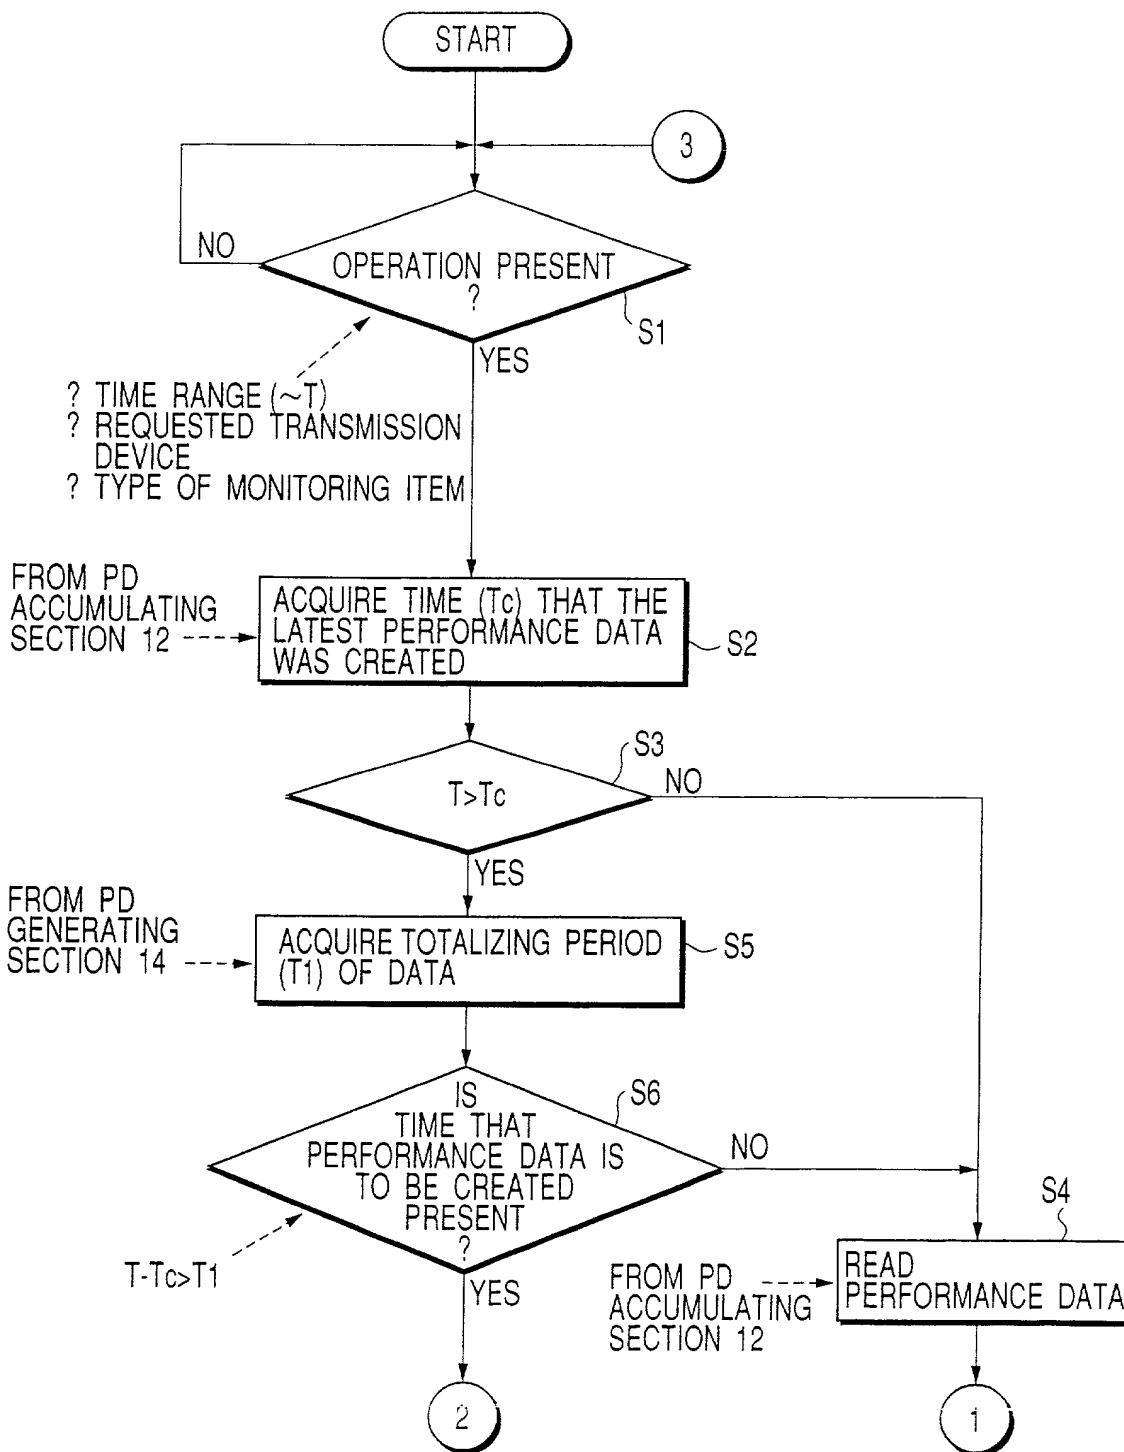 START
3
NO
OPERATION PRESENT
?
S1
YES
? TIME RANGE (~T)
? REQUESTED TRANSMISSION
DEVICE
? TYPE OF MONITORING ITEM
FROM PD
ACCUMULATING
SECTION 12
ACQUIRE TIME (Tc) THAT THE
LATEST PERFORMANCE DATA
WAS CREATED
S2
S3
T>Tc
NO
YES
FROM PD
GENERATING
SECTION 14
ACQUIRE TOTALIZING PERIOD
(T1) OF DATA
S5
IS
TIME THAT
PERFORMANCE DATA IS
TO BE CREATED
PRESENT
?
S6
NO
T-Tc>T1
YES
S4
FROM PD
ACCUMULATING
SECTION 12
READ
PERFORMANCE DATA
2
1